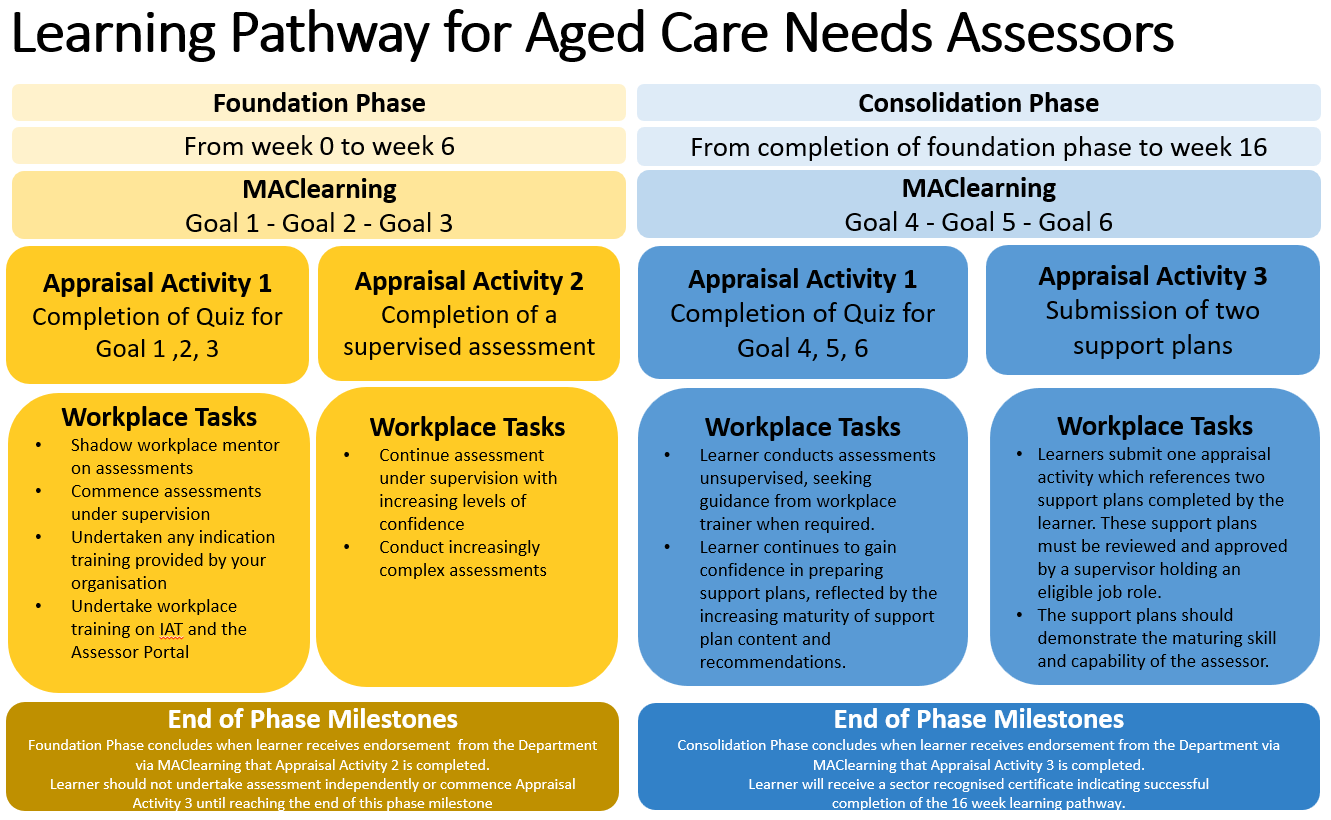 Learning Pathway for Aged Care Needs Assessors
Foundation Phase
From week 0 to week 6
MAClearning
Goal 1 - Goal 2 - Goal 3
Appraisal Activity 1
Completion of Quiz for
Goal 1 ,2, 3
Workplace Tasks
• Shadow workplace mentor
on assessments
• Commence assessments
under supervision
• Undertaken any indication
training provided by your
organisation
• Undertake workplace
training on IAT and the
Assessor Portal
Appraisal Activity 2
Completion of a
supervised assessment
Workplace Tasks
• Continue assessment
under supervision with
increasing levels of
confidence
• Conduct increasingly
complex assessments
End of Phase Milestones
Foundation Phase concludes when learner receives endorsement from the Department
via MAClearning that Appraisal Activity 2 is completed.
Learner should not undertake assessment independently or commence Appraisal
Activity 3 until reaching the end of this phase milestone
Consolidation Phase
From completion of foundation phase to week 16
MAClearning
Goal 4 - Goal 5 - Goal 6
Appraisal Activity 1
Completion of Quiz for
Goal 4, 5, 6
Workplace Tasks
• Learner conducts assessments
unsupervised, seeking
guidance from workplace
trainer when required.
• Learner continues to gain
confidence in preparing
support plans, reflected by the
increasing maturity of support
plan content and
recommendations.
Appraisal Activity 3
Submission of two
support plans
Workplace Tasks
• Learners submit one appraisal
activity which references two
support plans completed by the
learner. These support plans
must be reviewed and approved
by a supervisor holding an
eligible job role.
• The support plans should
demonstrate the maturing skill
and capability of the assessor.
End of Phase Milestones
Consolidation Phase concludes when learner receives endorsement from the Department via
MAClearning that Appraisal Activity 3 is completed.
Learner will receive a sector recognised certificate indicating successful
completion of the 16 week learning pathway.